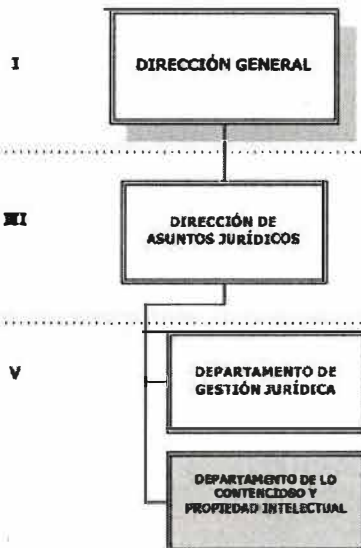 I
DIRECCIÓN GENERAL
III
DIRECCIÓN DE
ASUNTOS JURÍDICOS
V
DEPARTAMENTO DE
GESTIÓN JURÍDICA
DEPARTAMENTO DE LO
CONTENCIOSO Y
PROPIEDAD INTELECTUAL